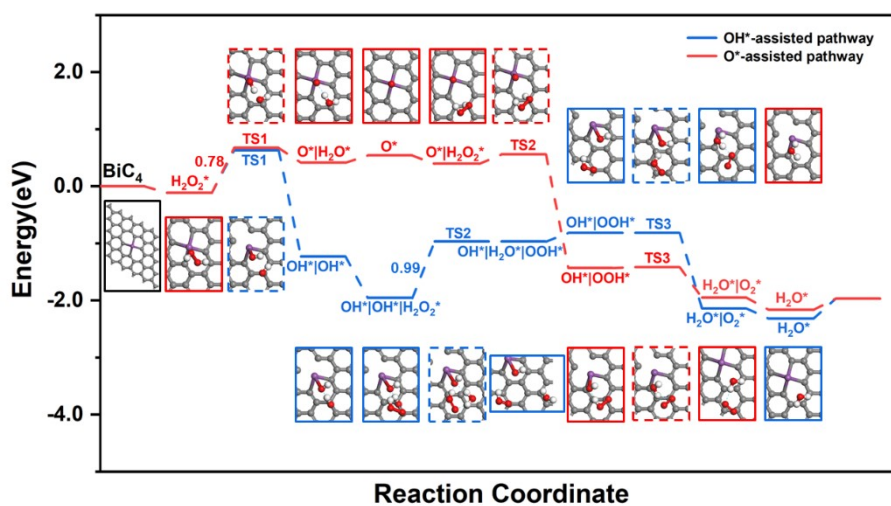 OH*-assisted pathway
O*-assisted pathway
Energy(eV)
2.0
0.0
-2.0
-4.0
BiC4
H2O2*
0.78
TS1
TS1
O*|H2O*
O*
O*|H2O2*
TS2
OH*|OH*
OH*|OH*|H2O2*
0.99
TS2
OH*|H2O*|OOH*
OH*|OOH*
TS3
OH*|OOH*
TS3
H2O*|O2*
H2O*
H2O*|O2*
H2O*
Reaction Coordinate